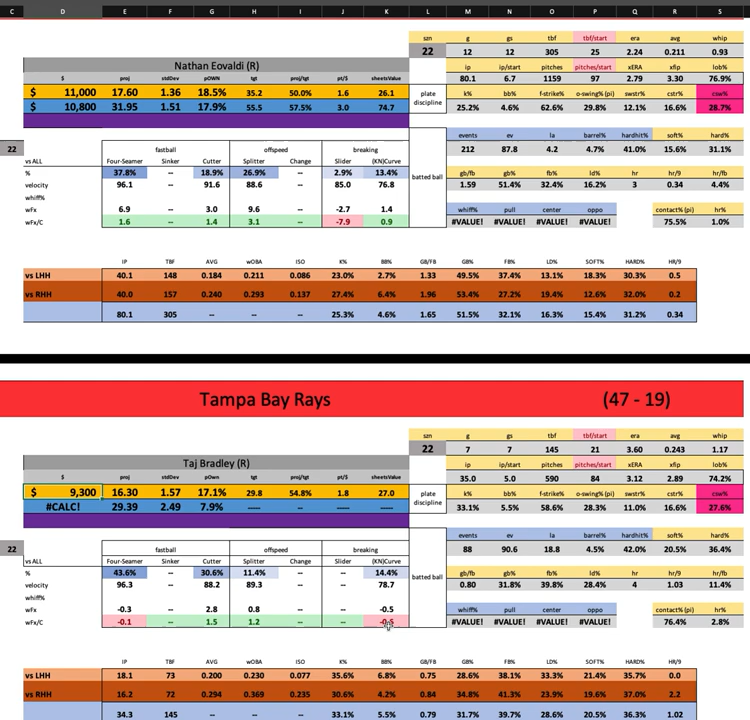 C D E F G H I J K L M N O P Q R S
szn g gs tbf tbf/start era avg whip
22 12 12 305 25 2.24 0.211 0.93
Nathan Eovaldi (R) ip ip/start pitches pitches/start xERA xfip lob%
$ proj stdDev pOWN tgt proj/tgt pt/$ sheetsValue 80.1 6.7 1159 97 2.79 3.30 76.9%
$ 11,000 17.60 1.36 18.5% 35.2 50.0% 1.6 26.1 plate discipline k% bb% f-strike% o-swing% (pi) swstr% cstr% csw%
$ 10,800 31.95 1.51 17.9% 55.5 57.5% 3.0 74.7 25.2% 4.6% 62.6% 29.8% 12.1% 16.6% 28.7%
events ev la barrel% hardhit% soft% hard%
22 fastball offspeed breaking batted ball 212 87.8 4.2 4.7% 41.0% 15.6% 31.1%
vs ALL Four-Seamer Sinker Cutter Splitter Change Slider (KN)Curve
% 37.8% -- 18.9% 26.9% -- 2.9% 13.4% gb/fb gb% fb% ld% hr hr/9 hr/fb
velocity 96.1 91.6 88.6 85.0 76.8 1.59 51.4% 32.4% 16.2% 3 0.34 4.4%
whiff%
wFx 6.9 3.0 9.6 -2.7 1.4 whiff% pull center oppo contact% (pi) hr%
wFx/C 1.6 -- 1.4 3.1 -- -7.9 0.9 #VALUE! #VALUE! #VALUE! #VALUE! 75.5% 1.0%
IP TBF AVG wOBA ISO K% BB% GB/FB GB% FB% LD% SOFT% HARD% HR/9
vs LHH 40.1 148 0.184 0.211 0.086 23.0% 2.7% 1.33 49.5% 37.4% 13.1% 18.3% 30.3% 0.5
vs RHH 40.0 157 0.240 0.293 0.137 27.4% 6.4% 1.96 53.4% 27.2% 19.4% 12.6% 32.0% 0.2
80.1 305 -- -- -- 25.3% 4.6% 1.65 51.5% 32.1% 16.3% 15.4% 31.2% 0.34
Tampa Bay Rays (47 - 19)
szn g gs tbf tbf/start era avg whip
22 7 7 145 21 3.60 0.243 1.17
Taj Bradley (R) ip ip/start pitches pitches/start xERA xfip lob%
$ proj stdDev pOwn tgt proj/tgt pt/$ sheetsValue 35.0 5.0 590 84 3.12 2.89 74.2%
$ 9,300 16.30 1.57 17.1% 29.8 54.8% 1.8 27.0 plate discipline k% bb% f-strike% o-swing% (pi) swstr% cstr% csw%
#CALC! 29.39 2.49 7.9% ----- ----- -- -- 33.1% 5.5% 58.6% 28.3% 11.0% 16.6% 27.6%
events ev la barrel% hardhit% soft% hard%
22 fastball offspeed breaking batted ball 88 90.6 18.8 4.5% 42.0% 20.5% 36.4%
vs ALL Four-Seamer Sinker Cutter Splitter Change Slider (KN)Curve
% 43.6% -- 30.6% 11.4% -- -- 14.4% gb/fb gb% fb% ld% hr hr/9 hr/fb
velocity 96.3 88.2 89.3 78.7 0.80 31.8% 39.8% 28.4% 4 1.03 11.4%
whiff%
wFx -0.3 2.8 0.8 -0.5 whiff% pull center oppo contact% (pi) hr%
wFx/C -0.1 -- 1.5 1.2 -- -- #VALUE! #VALUE! #VALUE! #VALUE! 76.4% 2.8%
IP TBF AVG wOBA ISO K% BB% GB/FB GB% FB% LD% SOFT% HARD% HR/9
vs LHH 18.1 73 0.200 0.230 0.077 35.6% 6.8% 0.75 28.6% 38.1% 33.3% 21.4% 35.7% 0.0
vs RHH 16.2 72 0.294 0.369 0.235 30.6% 4.2% 0.84 34.8% 41.3% 23.9% 19.6% 37.0% 2.2
34.3 145 -- -- -- 33.1% 5.5% 0.79 31.7% 39.7% 28.6% 20.5% 36.4% 1.02